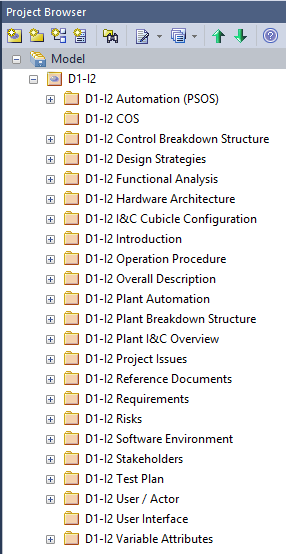 Project Browser
Model
D1-I2
D1-I2 Automation (PSOS)
D1-I2 COS
D1-I2 Control Breakdown Structure
D1-I2 Design Strategies
D1-I2 Functional Analysis
D1-I2 Hardware Architecture
D1-I2 I&C Cubicle Configuration
D1-I2 Introduction
D1-I2 Operation Procedure
D1-I2 Overall Description
D1-I2 Plant Automation
D1-I2 Plant Breakdown Structure
D1-I2 Plant I&C Overview
D1-I2 Project Issues
D1-I2 Reference Documents
D1-I2 Requirements
D1-I2 Risks
D1-I2 Software Environment
D1-I2 Stakeholders
D1-I2 Test Plan
D1-I2 User / Actor
D1-I2 User Interface
D1-I2 Variable Attributes